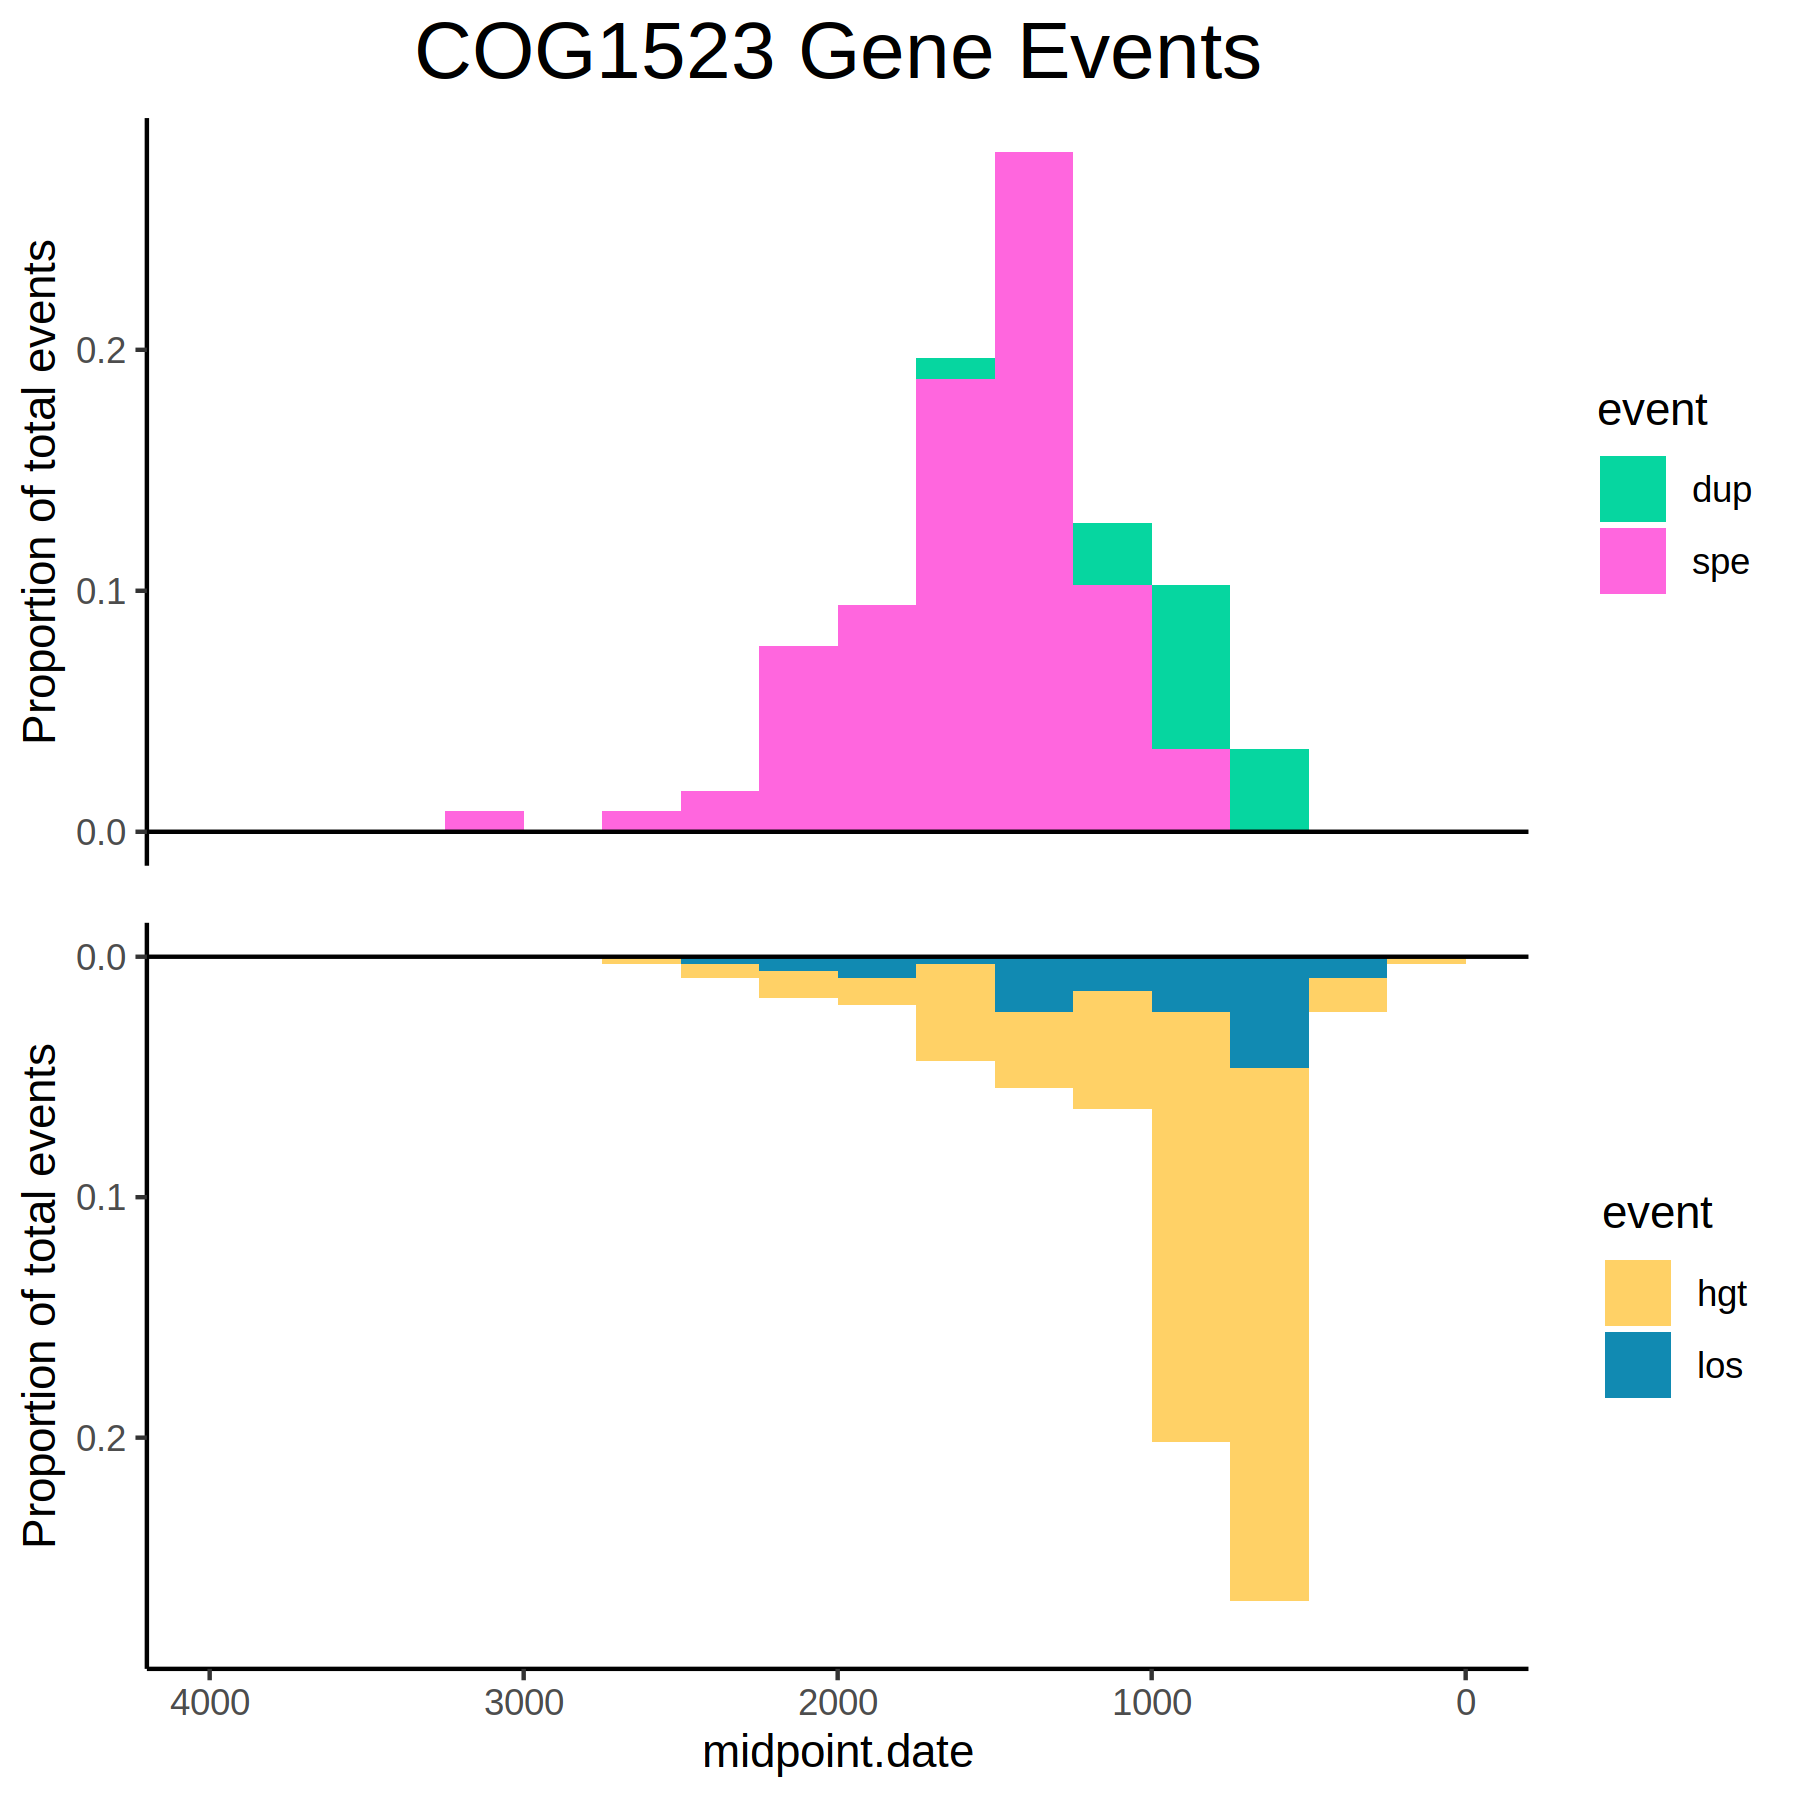 COG1523 Gene Events
Proportion of total events
0.2
0.1
0.0
event
dup
spe
Proportion of total events
0.0
0.1
0.2
event
hgt
los
4000 3000 2000 1000 0
midpoint.date